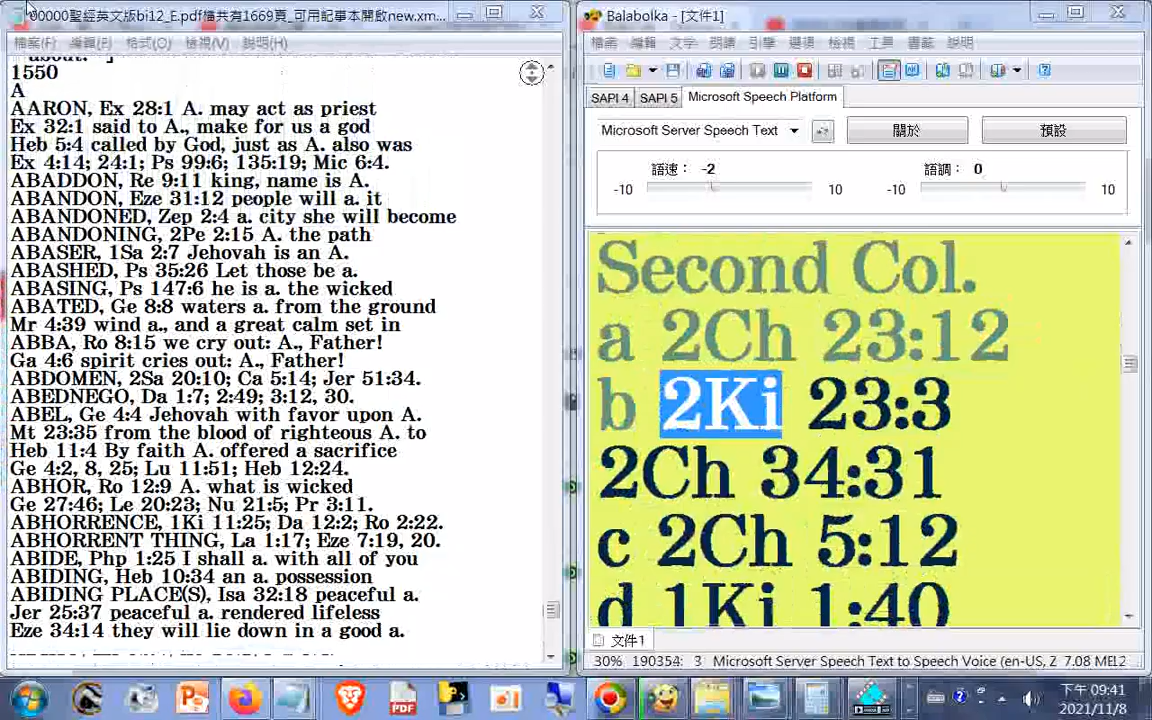 00000聖經英文版bi12_E.pdf檔共有1669頁_可用記事本開啟new.xm...
檔案(F) 編輯(E) 格式(O) 檢視(V) 說明(H)
about."
1550
A
AARON, Ex 28:1 A. may act as priest
Ex 32:1 said to A., make for us a god
Heb 5:4 called by God, just as A. also was
Ex 4:14; 24:1; Ps 99:6; 135:19; Mic 6:4.
ABADDON, Re 9:11 king, name is A.
ABANDON, Eze 31:12 people will a. it
ABANDONED, Zep 2:4 a. city she will become
ABANDONING, 2Pe 2:15 A. the path
ABASER, 1Sa 2:7 Jehovah is an A.
ABASHED, Ps 35:26 Let those be a.
ABASING, Ps 147:6 he is a. the wicked
ABATED, Ge 8:8 waters a. from the ground
Mr 4:39 wind a., and a great calm set in
ABBA, Ro 8:15 we cry out: A., Father!
Ga 4:6 spirit cries out: A., Father!
ABDOMEN, 2Sa 20:10; Ca 5:14; Jer 51:34.
ABEDNEGO, Da 1:7; 2:49; 3:12, 30.
ABEL, Ge 4:4 Jehovah with favor upon A.
Mt 23:35 from the blood of righteous A. to
Heb 11:4 By faith A. offered a sacrifice
Ge 4:2, 8, 25; Lu 11:51; Heb 12:24.
ABHOR, Ro 12:9 A. what is wicked
Ge 27:46; Le 20:23; Nu 21:5; Pr 3:11.
ABHORRENCE, 1Ki 11:25; Da 12:2; Ro 2:22.
ABHORRENT THING, La 1:17; Eze 7:19, 20.
ABIDE, Php 1:25 I shall a. with all of you
ABIDING, Heb 10:34 an a. possession
ABIDING PLACE(S), Isa 32:18 peaceful a.
Jer 25:37 peaceful a. rendered lifeless
Eze 34:14 they will lie down in a good a.
Balabolka - [文件1]
檔案 編輯 文字 朗讀 引擎 選項 檢視 工具 書籤 說明
SAPI 4 SAPI 5 Microsoft Speech Platform
Microsoft Server Speech Text 關於 預設
語速： -2 語調： 0
-10 10 -10 10
Second Col.
a 2Ch 23:12
b 2Ki 23:3
2Ch 34:31
c 2Ch 5:12
d 1Ki 1:40
文件1
30% 190354: 3 Microsoft Server Speech Text to Speech Voice (en-US, Z 7.08 ME12
PDF
下午 09:41
2021/11/8